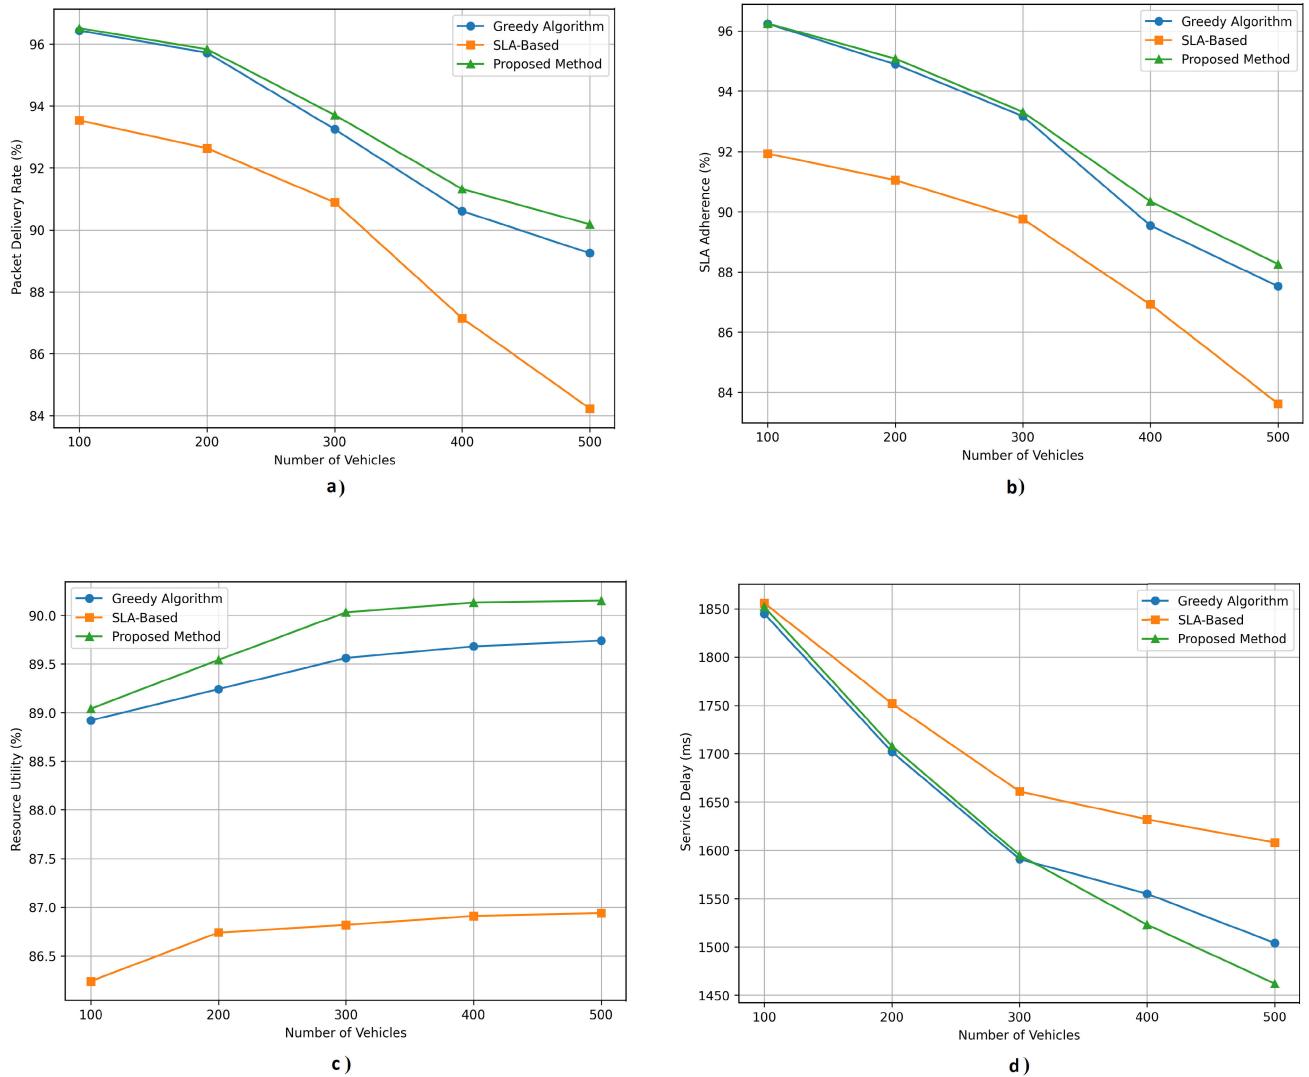 Greedy Algorithm
SLA-Based
Proposed Method
96
94
92
90
88
86
84
Packet Delivery Rate (%)
100 200 300 400 500
Number of Vehicles
a)
Greedy Algorithm
SLA-Based
Proposed Method
96
94
92
90
88
86
84
SLA Adherence (%)
100 200 300 400 500
Number of Vehicles
b)
Greedy Algorithm
SLA-Based
Proposed Method
90.0
89.5
89.0
88.5
88.0
87.5
87.0
86.5
Resource Utility (%)
100 200 300 400 500
Number of Vehicles
c)
Greedy Algorithm
SLA-Based
Proposed Method
1850
1800
1750
1700
1650
1600
1550
1500
1450
Service Delay (ms)
100 200 300 400 500
Number of Vehicles
d)